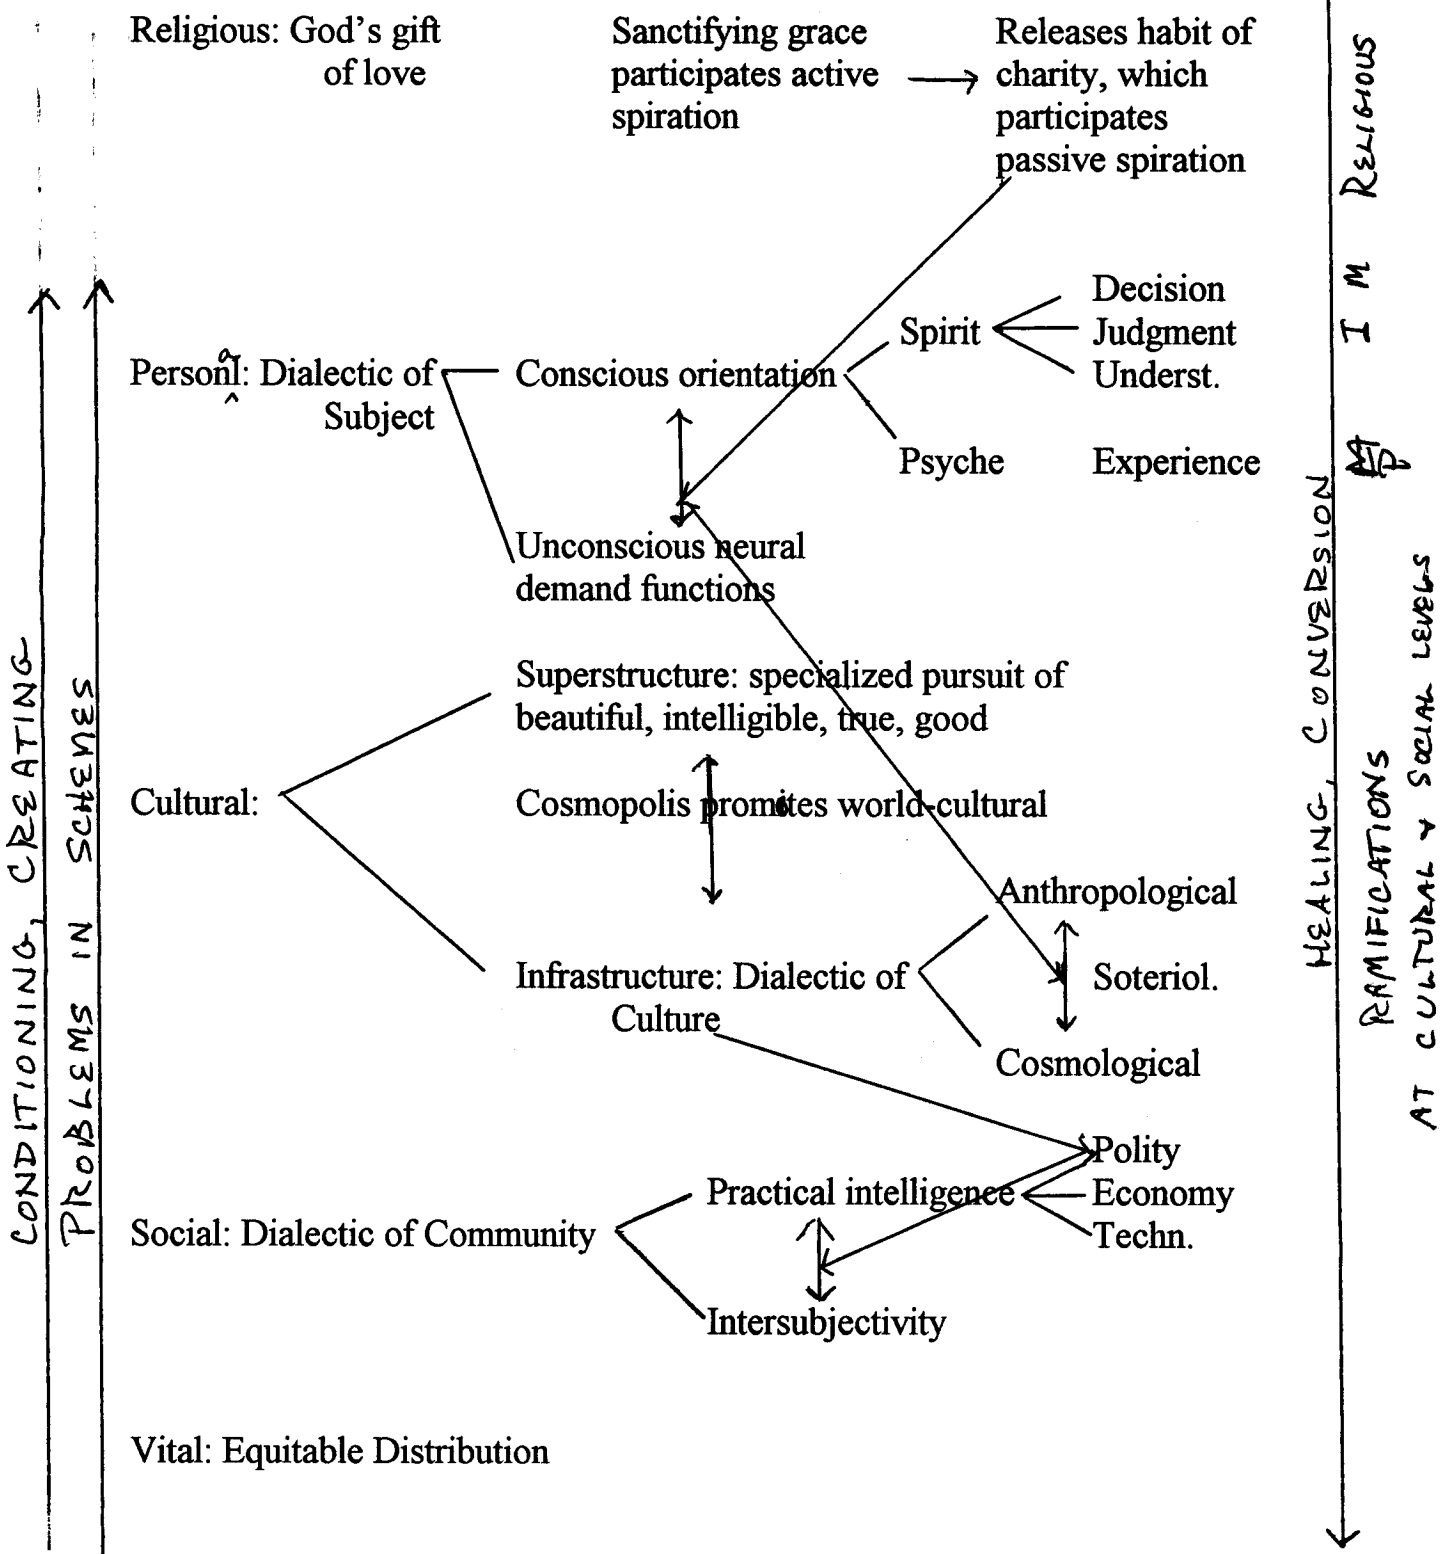 Religious: God's gift
of love
Sanctifying grace
participates active
spiration
Releases habit of
charity, which
participates
passive spiration
Personal: Dialectic of
Subject
Conscious orientation
Spirit
Decision
Judgment
Underst.
Psyche
Experience
Unconscious neural
demand functions
Cultural:
Superstructure: specialized pursuit of
beautiful, intelligible, true, good
Cosmopolis promotes world-cultural
Infrastructure: Dialectic of
Culture
Anthropological
Soteriol.
Cosmological
Social: Dialectic of Community
Practical intelligence
Polity
Economy
Techn.
Intersubjectivity
Vital: Equitable Distribution
CONDITIONING, CREATING
PROBLEMS IN SCHEMES
HEALING, CONVERSION
P M I M RELIGIOUS
RAMIFICATIONS
AT CULTURAL & SOCIAL LEVELS